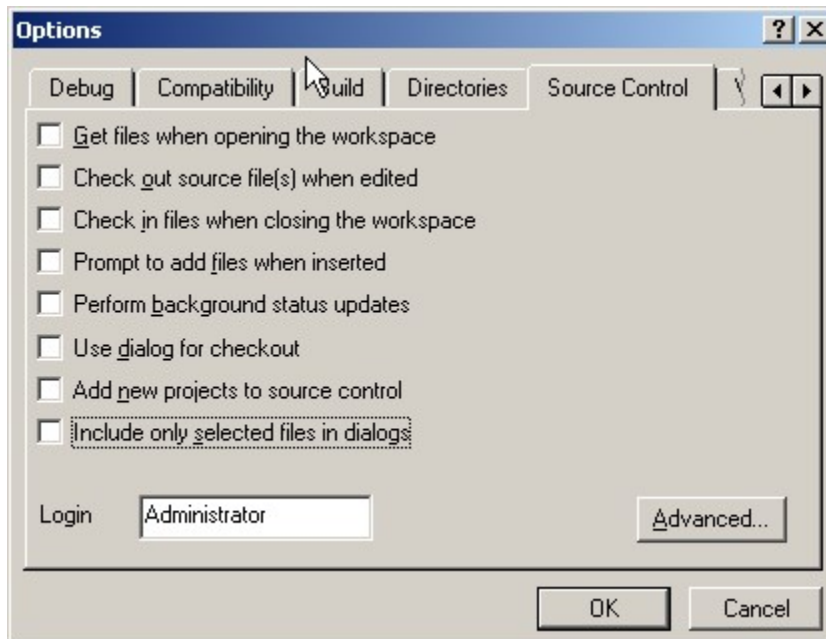 Options
Debug Compatibility Build Directories Source Control
Get files when opening the workspace
Check out source file(s) when edited
Check in files when closing the workspace
Prompt to add files when inserted
Perform background status updates
Use dialog for checkout
Add new projects to source control
Include only selected files in dialogs
Login Administrator Advanced...
OK Cancel